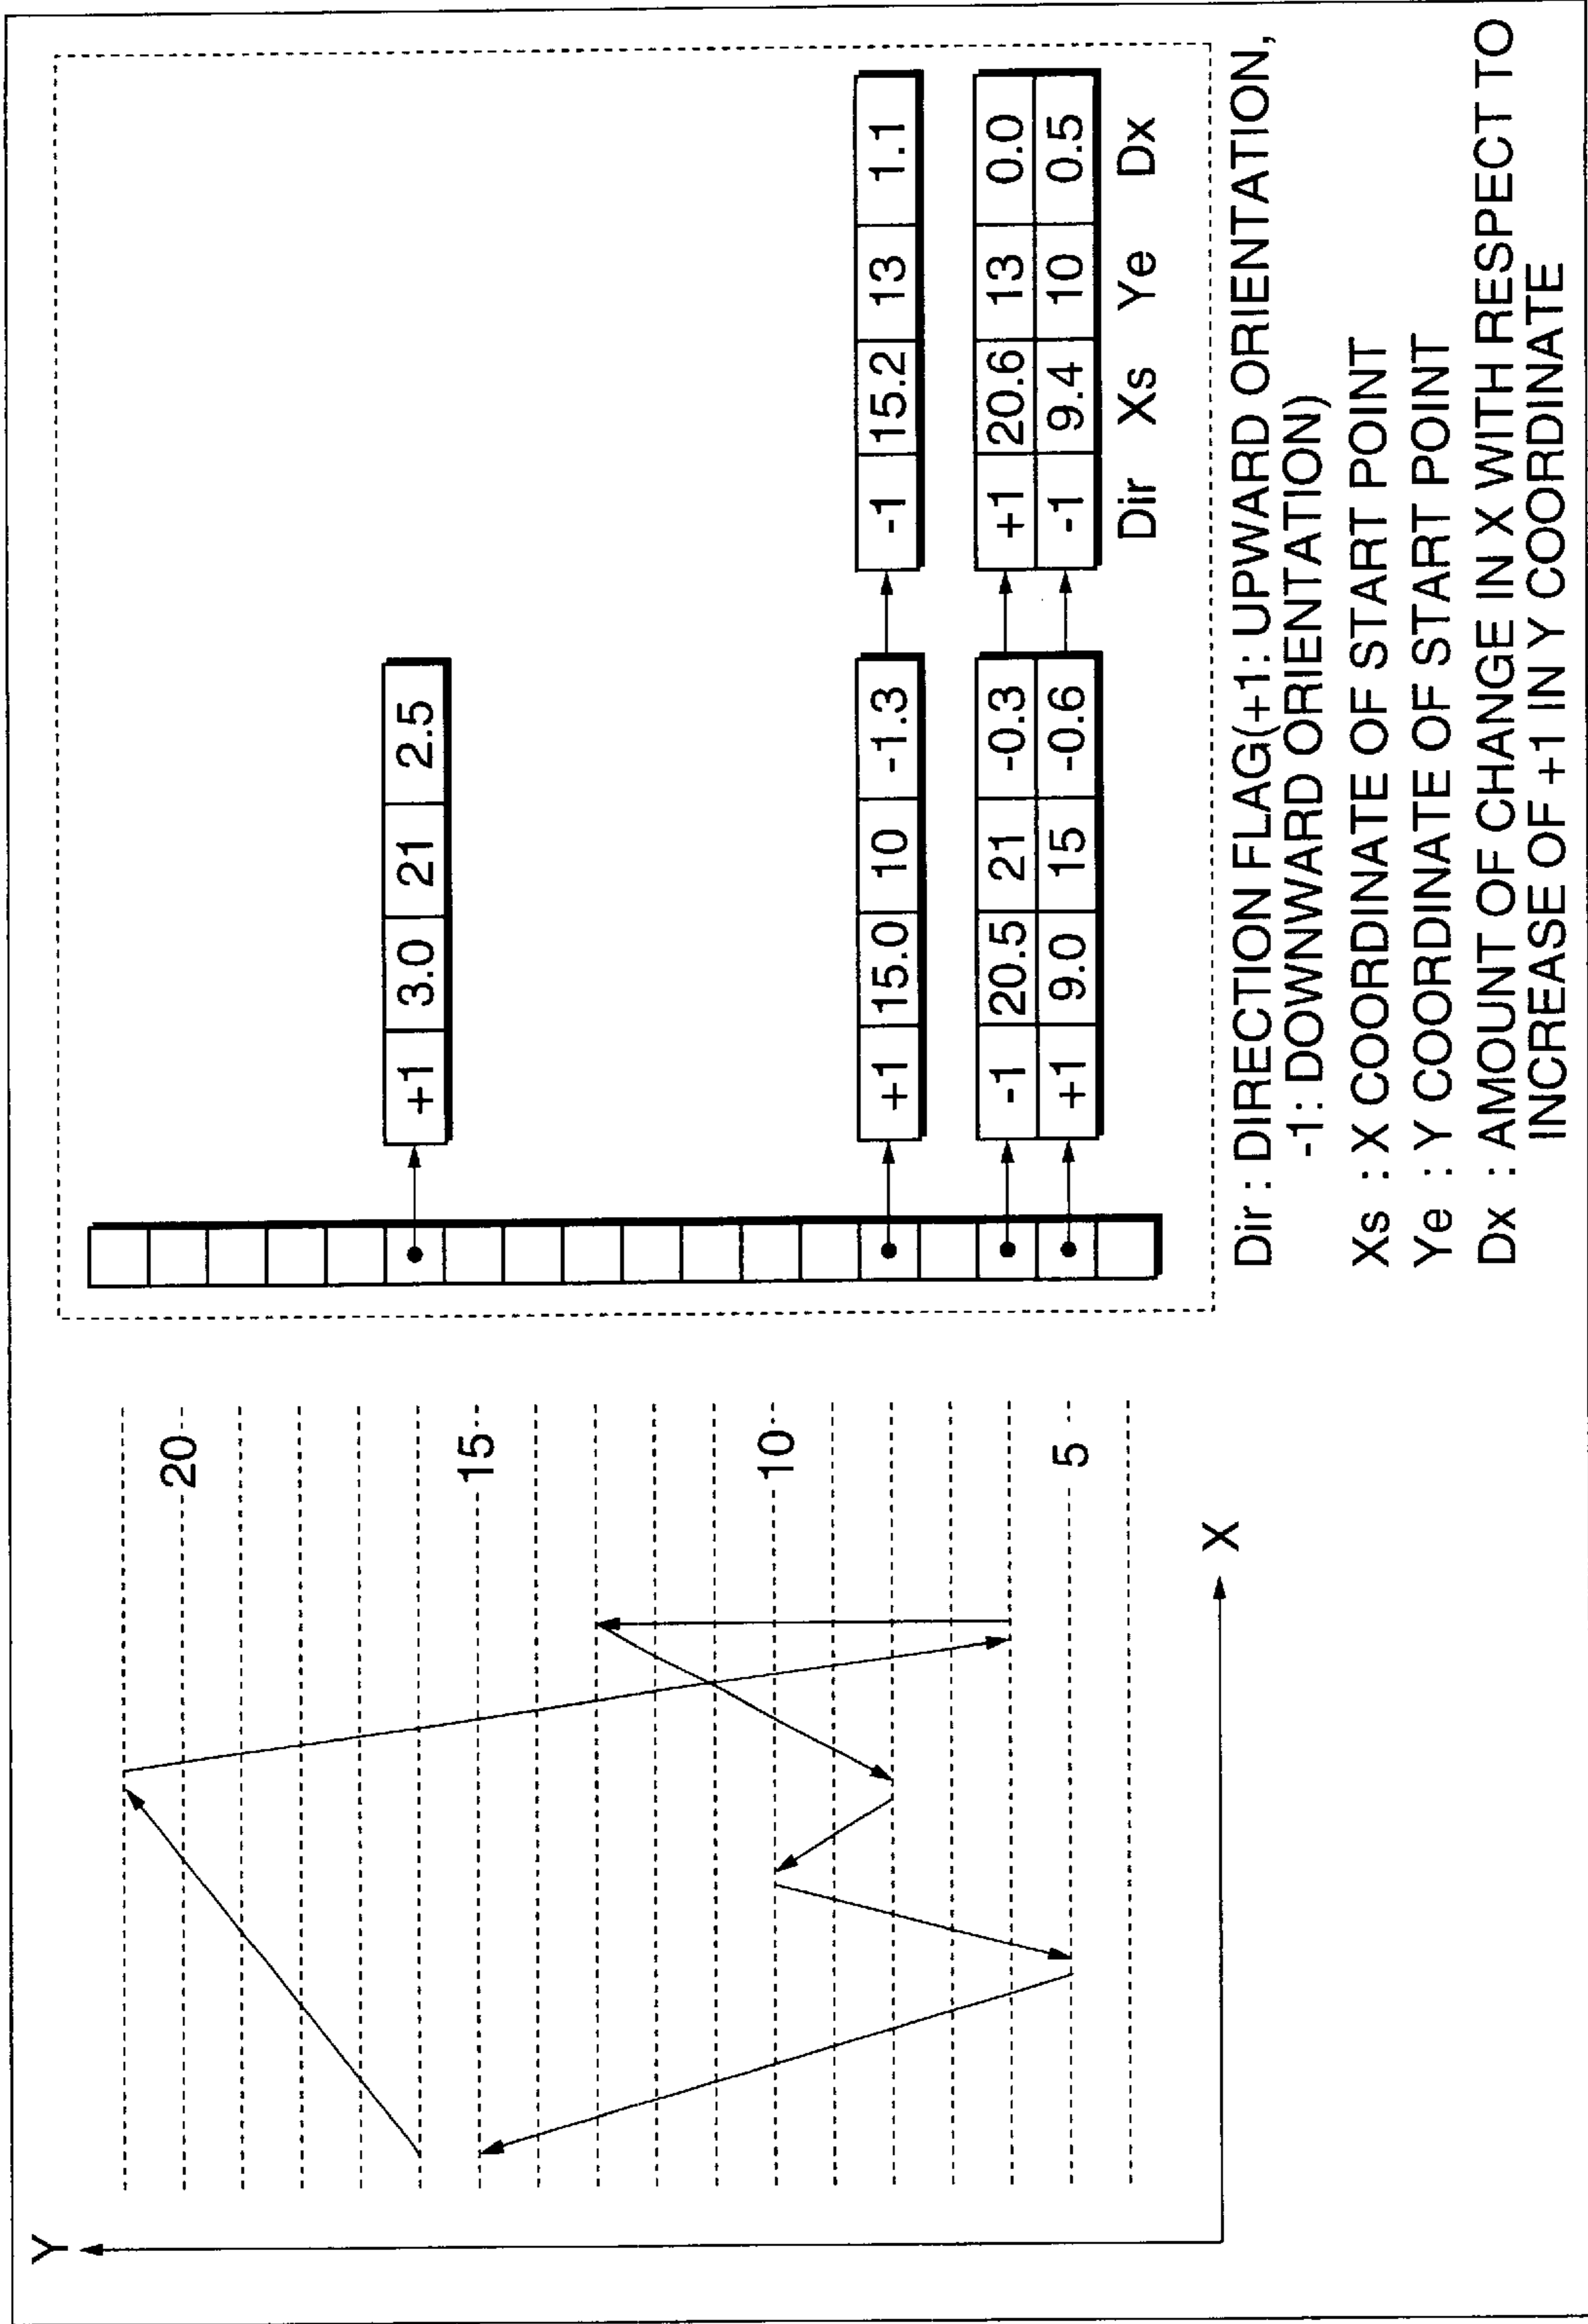 Y
20
15
10
5
X
+1 3.0 21 2.5
+1 15.0 10 -1.3 -1 15.2 13 1.1
-1 20.5 21 -0.3 +1 20.6 13 0.0
+1 9.0 15 -0.6 -1 9.4 10 0.5
Dir Xs Ye Dx
Dir : DIRECTION FLAG(+1: UPWARD ORIENTATION,
-1: DOWNWARD ORIENTATION)
Xs : X COORDINATE OF START POINT
Ye : Y COORDINATE OF START POINT
Dx : AMOUNT OF CHANGE IN X WITH RESPECT TO
INCREASE OF +1 IN Y COORDINATE